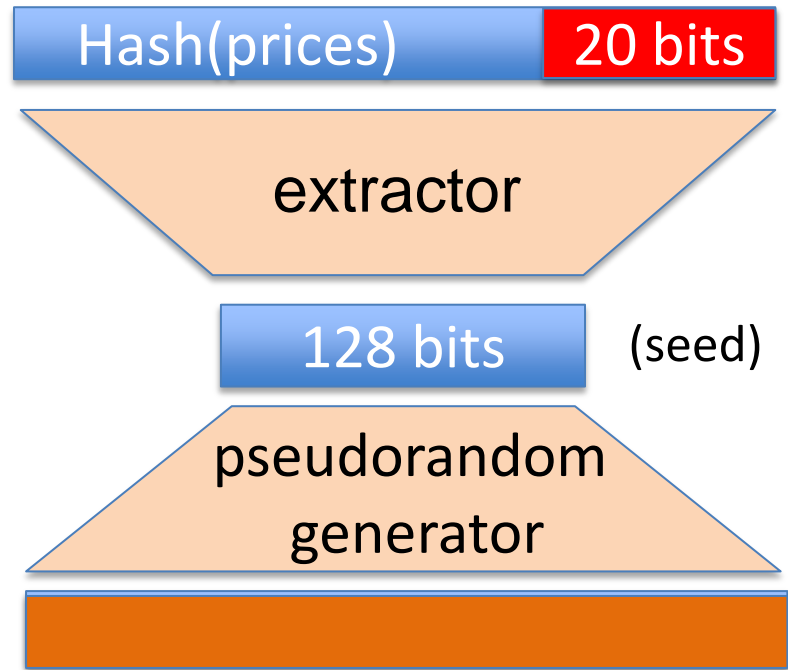 Hash(prices) 20 bits
extractor
128 bits (seed)
pseudorandom
generator